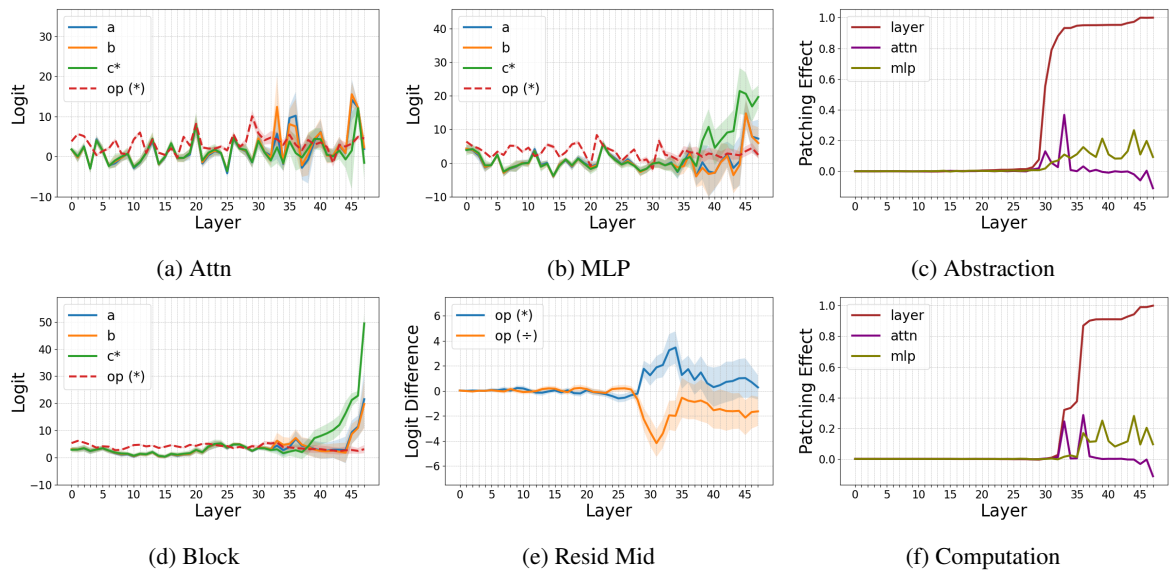 a
b
c*
op (*)
Logit
30
20
10
0
−10
0 5 10 15 20 25 30 35 40 45
Layer
(a) Attn
a
b
c*
op (*)
Logit
40
30
20
10
0
−10
0 5 10 15 20 25 30 35 40 45
Layer
(b) MLP
layer
attn
mlp
Patching Effect
1.0
0.8
0.6
0.4
0.2
0.0
0 5 10 15 20 25 30 35 40 45
Layer
(c) Abstraction
a
b
c*
op (*)
Logit
50
40
30
20
10
0
−10
0 5 10 15 20 25 30 35 40 45
Layer
(d) Block
op (*)
op (÷)
Logit Difference
6
4
2
0
−2
−4
−6
0 5 10 15 20 25 30 35 40 45
Layer
(e) Resid Mid
layer
attn
mlp
Patching Effect
1.0
0.8
0.6
0.4
0.2
0.0
0 5 10 15 20 25 30 35 40 45
Layer
(f) Computation